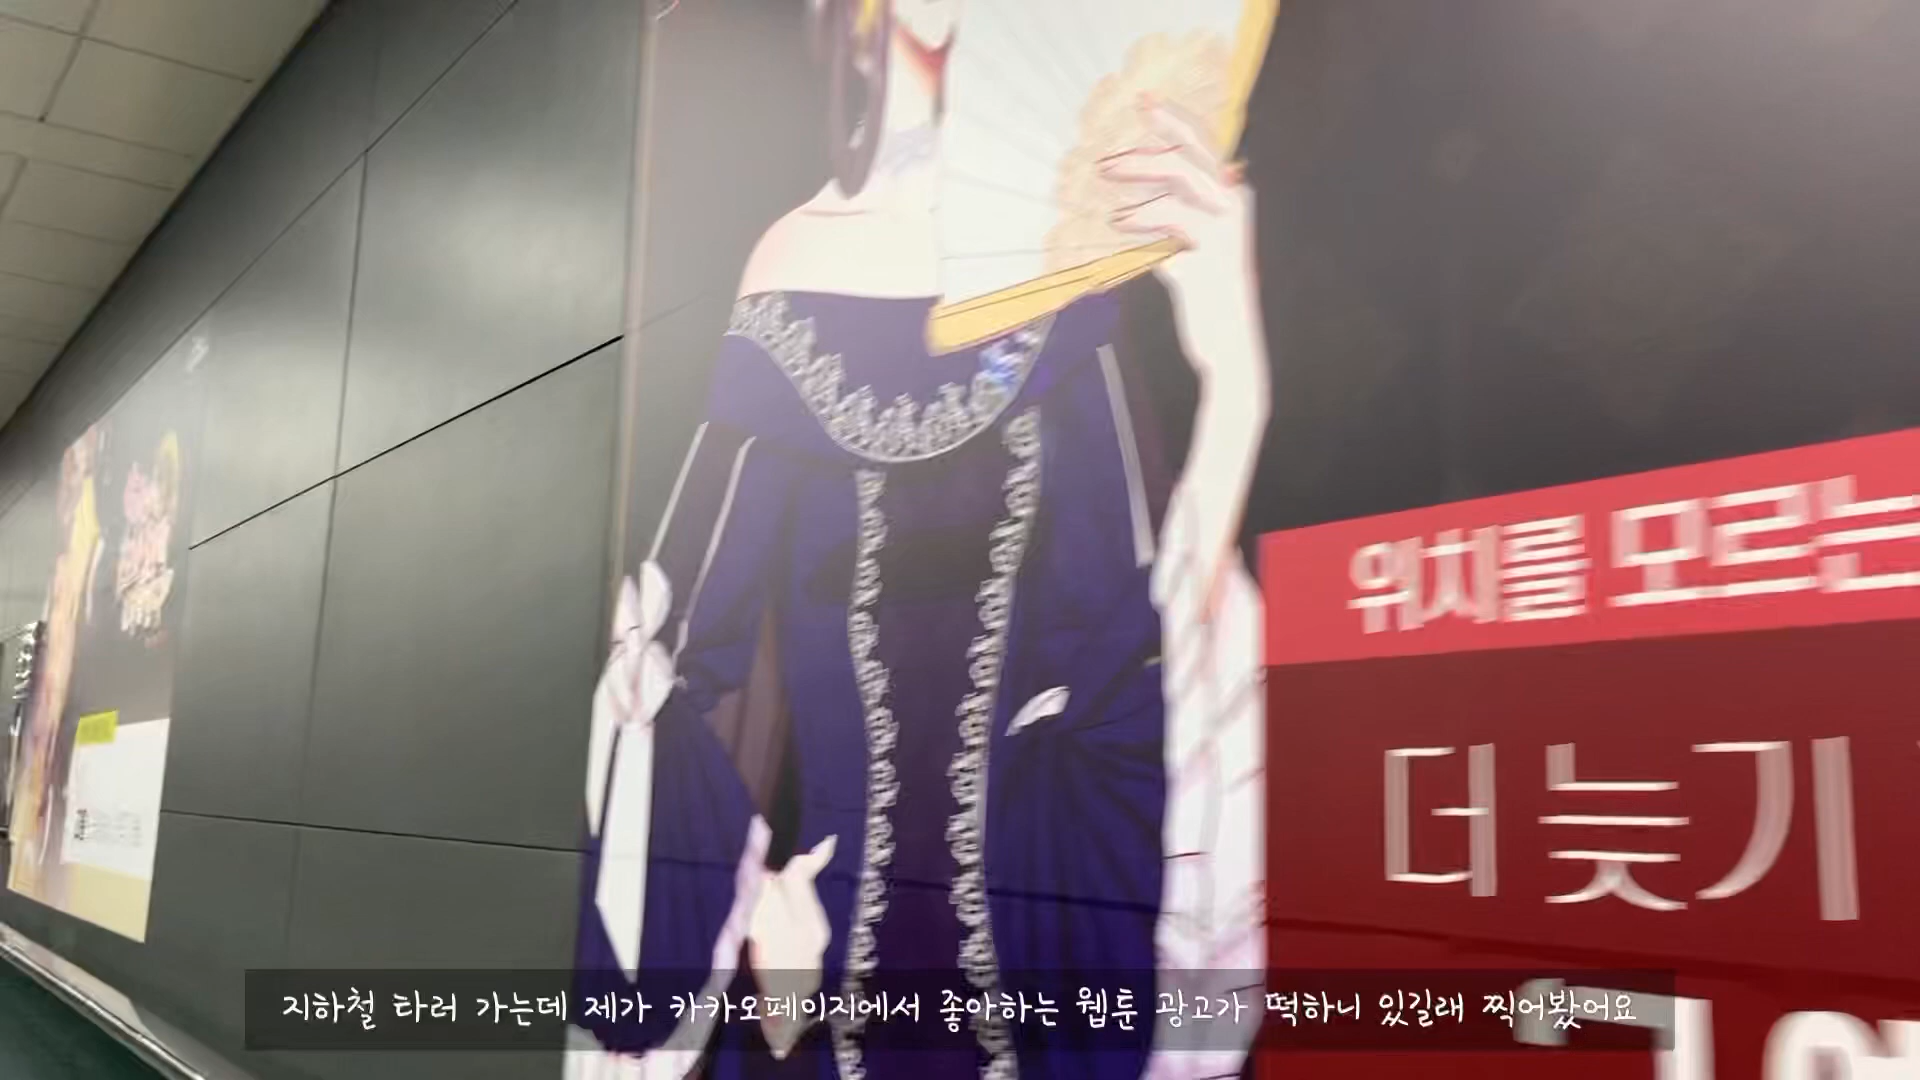 위치를 모르는
더 늦기
지하철 타러 가는데 제가 카카오페이지에서 좋아하는 웹툰 광고가 떡하니 있길래 찍어봤어요